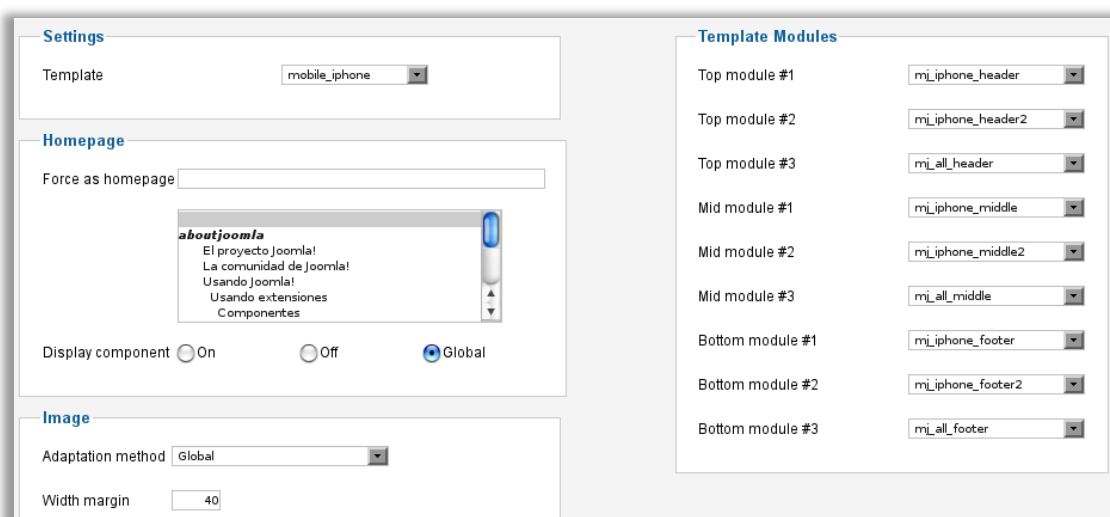 Settings
Template mobile_iphone
Homepage
Force as homepage
aboutjoomla
El proyecto Joomla!
La comunidad de Joomla!
Usando Joomla!
Usando extensiones
Componentes
Display component On Off Global
Image
Adaptation method Global
Width margin 40
Template Modules
Top module #1 mj_iphone_header
Top module #2 mj_iphone_header2
Top module #3 mj_all_header
Mid module #1 mj_iphone_middle
Mid module #2 mj_iphone_middle2
Mid module #3 mj_all_middle
Bottom module #1 mj_iphone_footer
Bottom module #2 mj_iphone_footer2
Bottom module #3 mj_all_footer